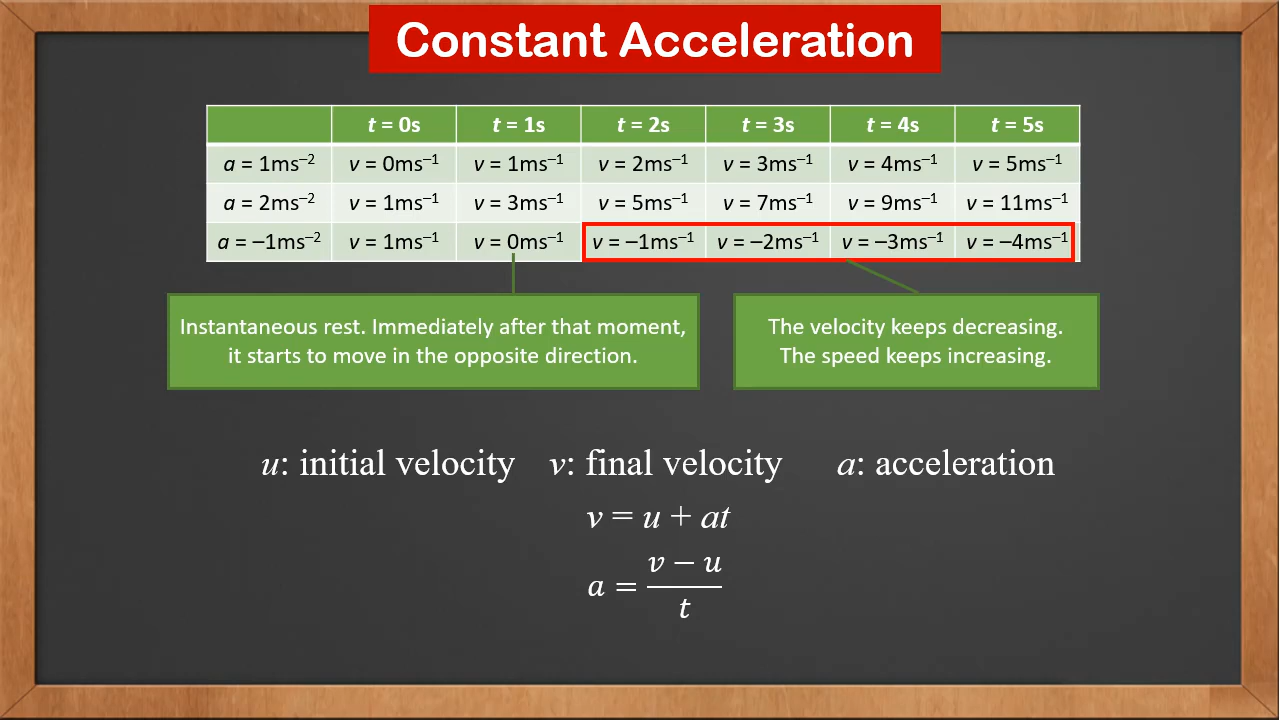 Constant Acceleration
t = 0s t = 1s t = 2s t = 3s t = 4s t = 5s
a = 1ms⁻² v = 0ms⁻¹ v = 1ms⁻¹ v = 2ms⁻¹ v = 3ms⁻¹ v = 4ms⁻¹ v = 5ms⁻¹
a = 2ms⁻² v = 1ms⁻¹ v = 3ms⁻¹ v = 5ms⁻¹ v = 7ms⁻¹ v = 9ms⁻¹ v = 11ms⁻¹
a = –1ms⁻² v = 1ms⁻¹ v = 0ms⁻¹ v = –1ms⁻¹ v = –2ms⁻¹ v = –3ms⁻¹ v = –4ms⁻¹
Instantaneous rest. Immediately after that moment,
it starts to move in the opposite direction.
The velocity keeps decreasing.
The speed keeps increasing.
u: initial velocity v: final velocity a: acceleration
v = u + at
a = (v − u)/t